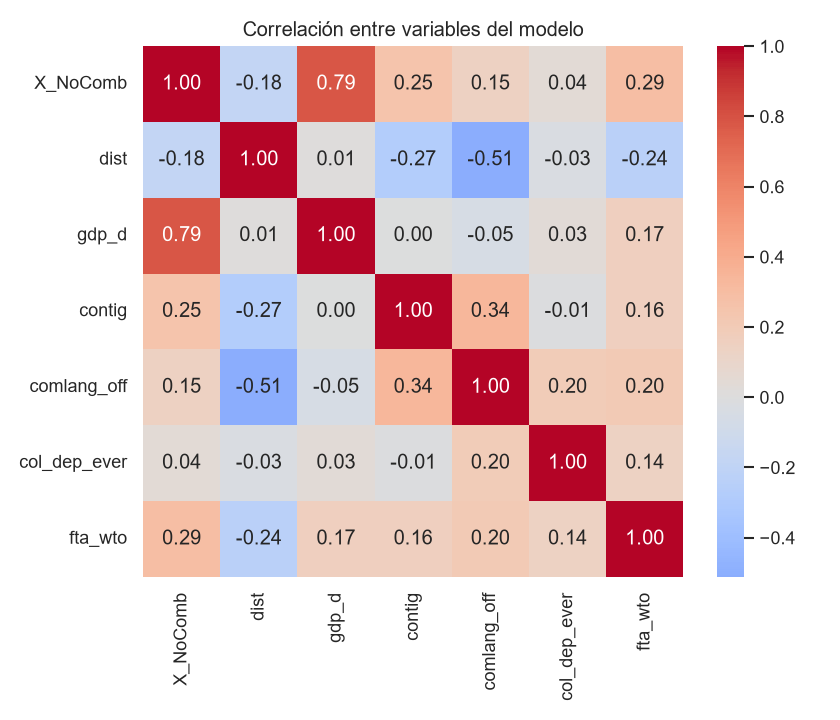 Correlación entre variables del modelo
X_NoComb 1.00 -0.18 0.79 0.25 0.15 0.04 0.29
dist -0.18 1.00 0.01 -0.27 -0.51 -0.03 -0.24
gdp_d 0.79 0.01 1.00 0.00 -0.05 0.03 0.17
contig 0.25 -0.27 0.00 1.00 0.34 -0.01 0.16
comlang_off 0.15 -0.51 -0.05 0.34 1.00 0.20 0.20
col_dep_ever 0.04 -0.03 0.03 -0.01 0.20 1.00 0.14
fta_wto 0.29 -0.24 0.17 0.16 0.20 0.14 1.00
X_NoComb
dist
gdp_d
contig
comlang_off
col_dep_ever
fta_wto
1.0
0.8
0.6
0.4
0.2
0.0
−0.2
−0.4